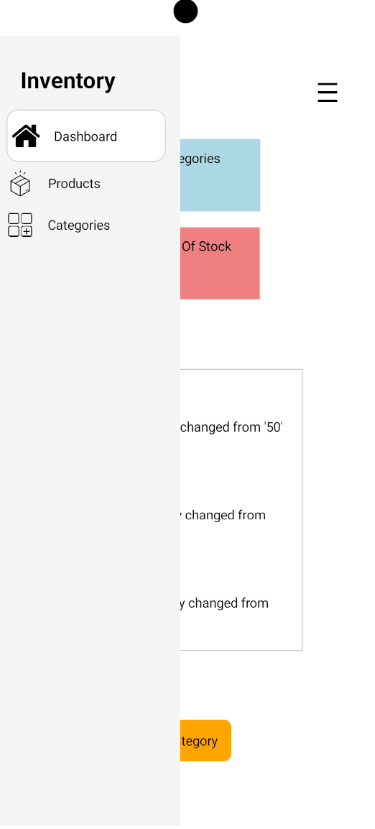 Inventory
Dashboard
egories
Products
Categories
Of Stock
changed from '50'
y changed from
y changed from
tegory